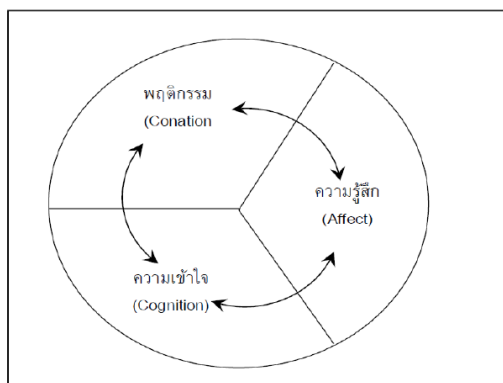 พฤติกรรม
(Conation
ความรู้สึก
(Affect)
ความเข้าใจ
(Cognition)